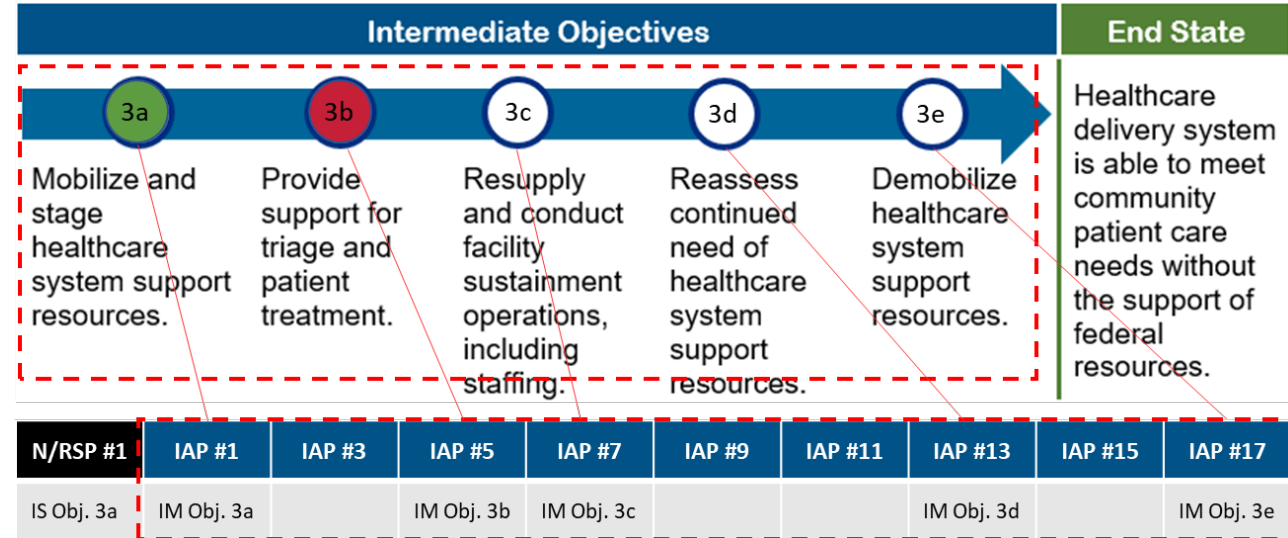 Intermediate Objectives
End State
3a
3b
3c
3d
3e
Mobilize and
stage
healthcare
system support
resources.
Provide
support for
triage and
patient
treatment.
Resupply
and conduct
facility
sustainment
operations,
including
staffing.
Reassess
continued
need of
healthcare
system
support
resources.
Demobilize
healthcare
system
support
resources.
Healthcare
delivery system
is able to meet
community
patient care
needs without
the support of
federal
resources.
N/RSP #1 IAP #1 IAP #3 IAP #5 IAP #7 IAP #9 IAP #11 IAP #13 IAP #15 IAP #17
IS Obj. 3a IM Obj. 3a IM Obj. 3b IM Obj. 3c IM Obj. 3d IM Obj. 3e